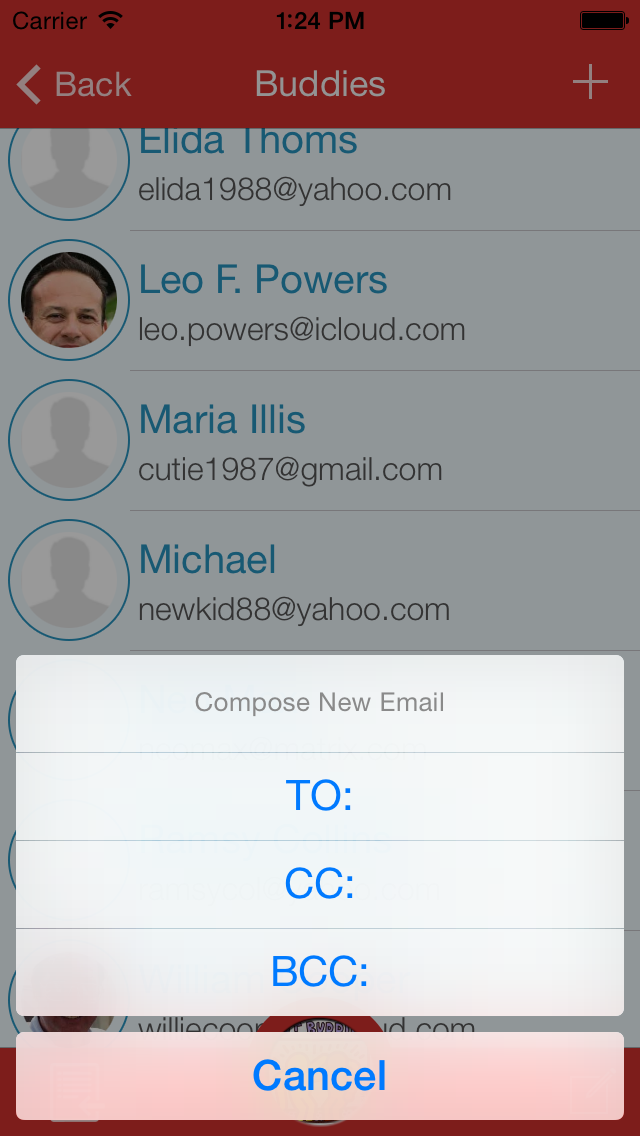 Carrier 1:24 PM
Back Buddies
Elida Thoms
elida1988@yahoo.com
Leo F. Powers
leo.powers@icloud.com
Maria Illis
cutie1987@gmail.com
Michael
newkid88@yahoo.com
Compose New Email
TO:
CC:
BCC:
Cancel